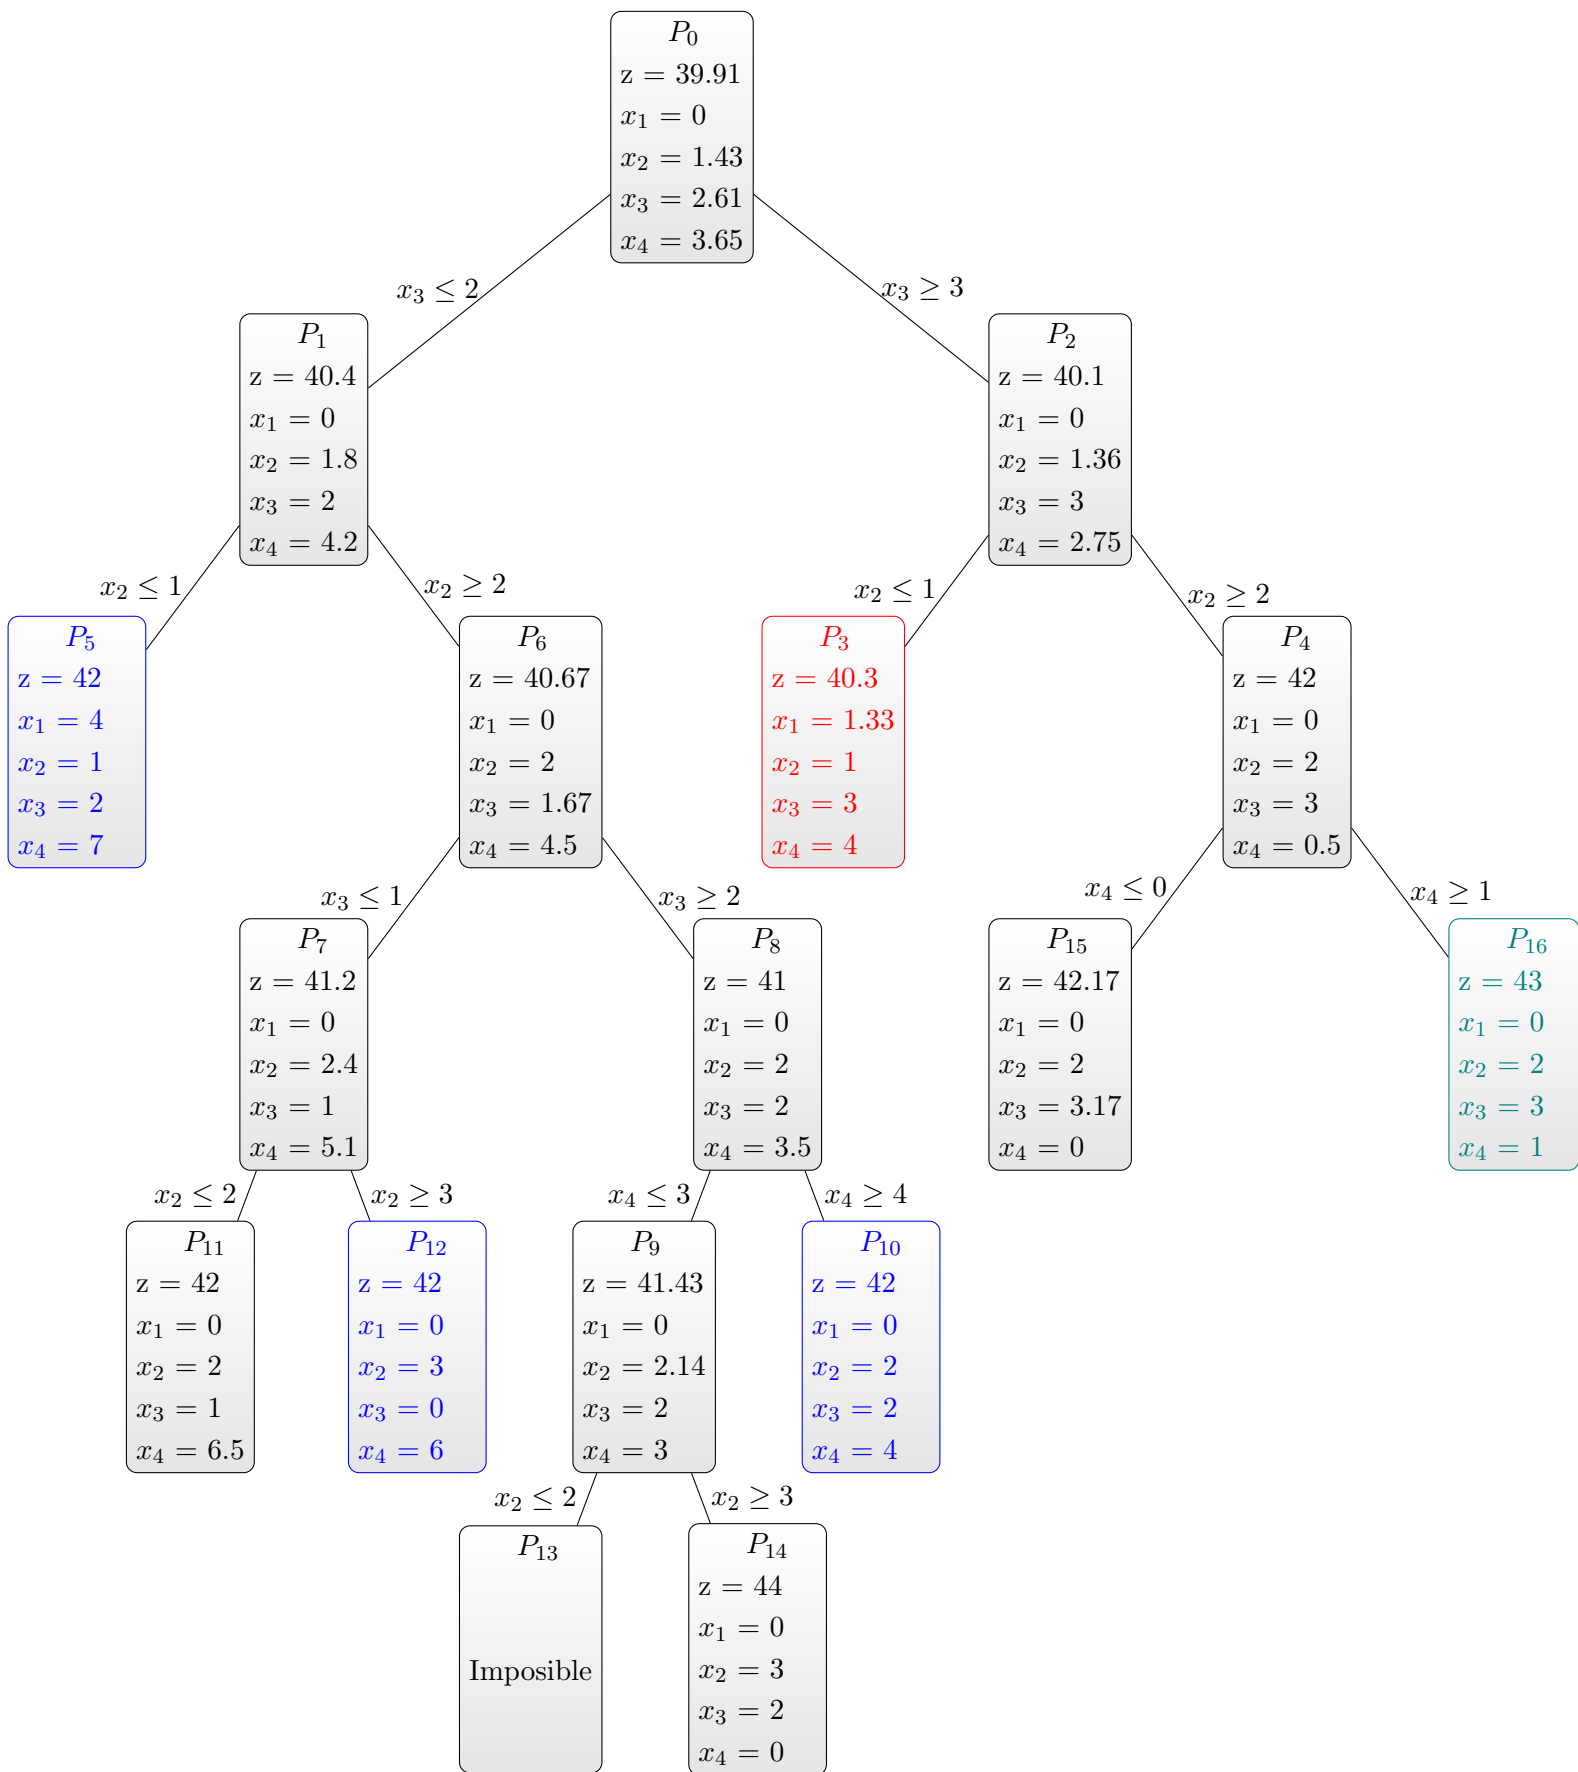 P₀
z = 39.91
x₁ = 0
x₂ = 1.43
x₃ = 2.61
x₄ = 3.65
x₃ ≤ 2
x₃ ≥ 3
P₁
z = 40.4
x₁ = 0
x₂ = 1.8
x₃ = 2
x₄ = 4.2
P₂
z = 40.1
x₁ = 0
x₂ = 1.36
x₃ = 3
x₄ = 2.75
x₂ ≤ 1
x₂ ≥ 2
x₂ ≤ 1
x₂ ≥ 2
P₅
z = 42
x₁ = 4
x₂ = 1
x₃ = 2
x₄ = 7
P₆
z = 40.67
x₁ = 0
x₂ = 2
x₃ = 1.67
x₄ = 4.5
P₃
z = 40.3
x₁ = 1.33
x₂ = 1
x₃ = 3
x₄ = 4
P₄
z = 42
x₁ = 0
x₂ = 2
x₃ = 3
x₄ = 0.5
x₃ ≤ 1
x₃ ≥ 2
x₄ ≤ 0
x₄ ≥ 1
P₇
z = 41.2
x₁ = 0
x₂ = 2.4
x₃ = 1
x₄ = 5.1
P₈
z = 41
x₁ = 0
x₂ = 2
x₃ = 2
x₄ = 3.5
P₁₅
z = 42.17
x₁ = 0
x₂ = 2
x₃ = 3.17
x₄ = 0
P₁₆
z = 43
x₁ = 0
x₂ = 2
x₃ = 3
x₄ = 1
x₂ ≤ 2
x₂ ≥ 3
x₄ ≤ 3
x₄ ≥ 4
P₁₁
z = 42
x₁ = 0
x₂ = 2
x₃ = 1
x₄ = 6.5
P₁₂
z = 42
x₁ = 0
x₂ = 3
x₃ = 0
x₄ = 6
P₉
z = 41.43
x₁ = 0
x₂ = 2.14
x₃ = 2
x₄ = 3
P₁₀
z = 42
x₁ = 0
x₂ = 2
x₃ = 2
x₄ = 4
x₂ ≤ 2
x₂ ≥ 3
P₁₃
Imposible
P₁₄
z = 44
x₁ = 0
x₂ = 3
x₃ = 2
x₄ = 0